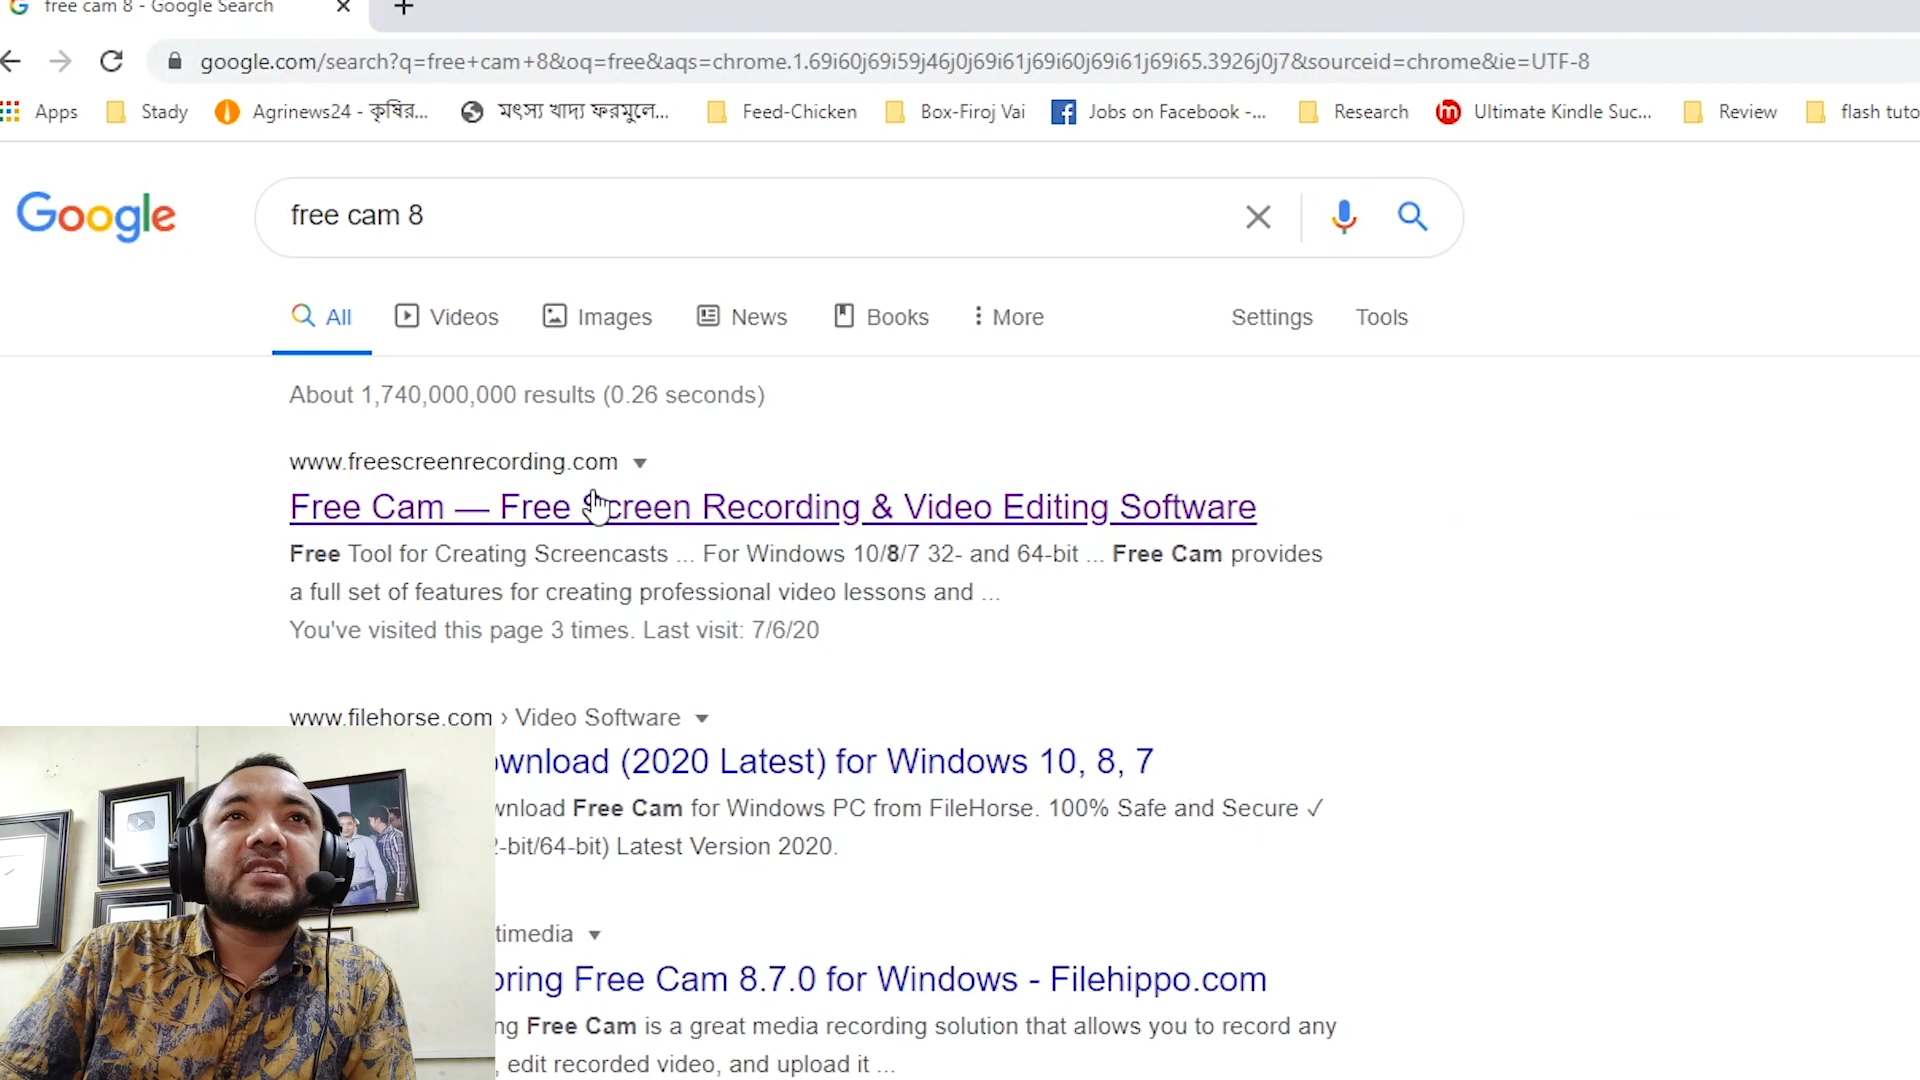 free cam 8 - Google Search
google.com/search?q=free+cam+8&oq=free&aqs=chrome.1.69i60j69i59j46j0j69i61j69i60j69i61j69i65.3926j0j7&sourceid=chrome&ie=UTF-8
Apps Stady Agrinews24 - কৃষির... মৎস্য খাদ্য ফরমুলে... Feed-Chicken Box-Firoj Vai Jobs on Facebook -... Research Ultimate Kindle Suc... Review flash tuto
Google
free cam 8
All Videos Images News Books More Settings Tools
About 1,740,000,000 results (0.26 seconds)
www.freescreenrecording.com
Free Cam — Free Screen Recording & Video Editing Software
Free Tool for Creating Screencasts ... For Windows 10/8/7 32- and 64-bit ... Free Cam provides
a full set of features for creating professional video lessons and ...
You've visited this page 3 times. Last visit: 7/6/20
www.filehorse.com › Video Software
ownload (2020 Latest) for Windows 10, 8, 7
wnload Free Cam for Windows PC from FileHorse. 100% Safe and Secure ✓
2-bit/64-bit) Latest Version 2020.
timedia
oring Free Cam 8.7.0 for Windows - Filehippo.com
ng Free Cam is a great media recording solution that allows you to record any
, edit recorded video, and upload it ...